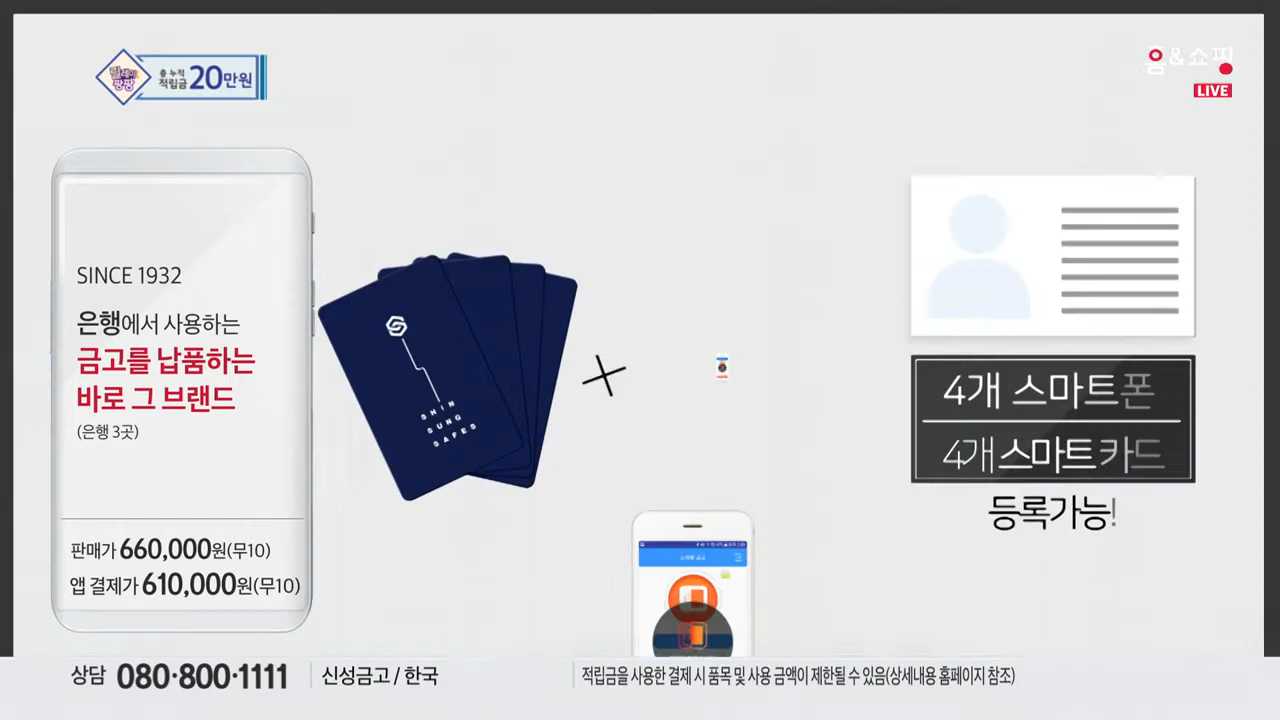 릴레이
팡팡
총 누적
적립금 20만원
홈&쇼핑
LIVE
SINCE 1932
은행에서 사용하는
금고를 납품하는
바로 그 브랜드
(은행 3곳)
판매가 660,000원(무10)
앱 결제가 610,000원(무10)
SHIN
SUNG
SAFES
4개 스마트폰
4개 스마트카드
등록가능!
상담 080·800·1111
신성금고 / 한국
적립금을 사용한 결제 시 품목 및 사용 금액이 제한될 수 있음(상세내용 홈페이지 참조)